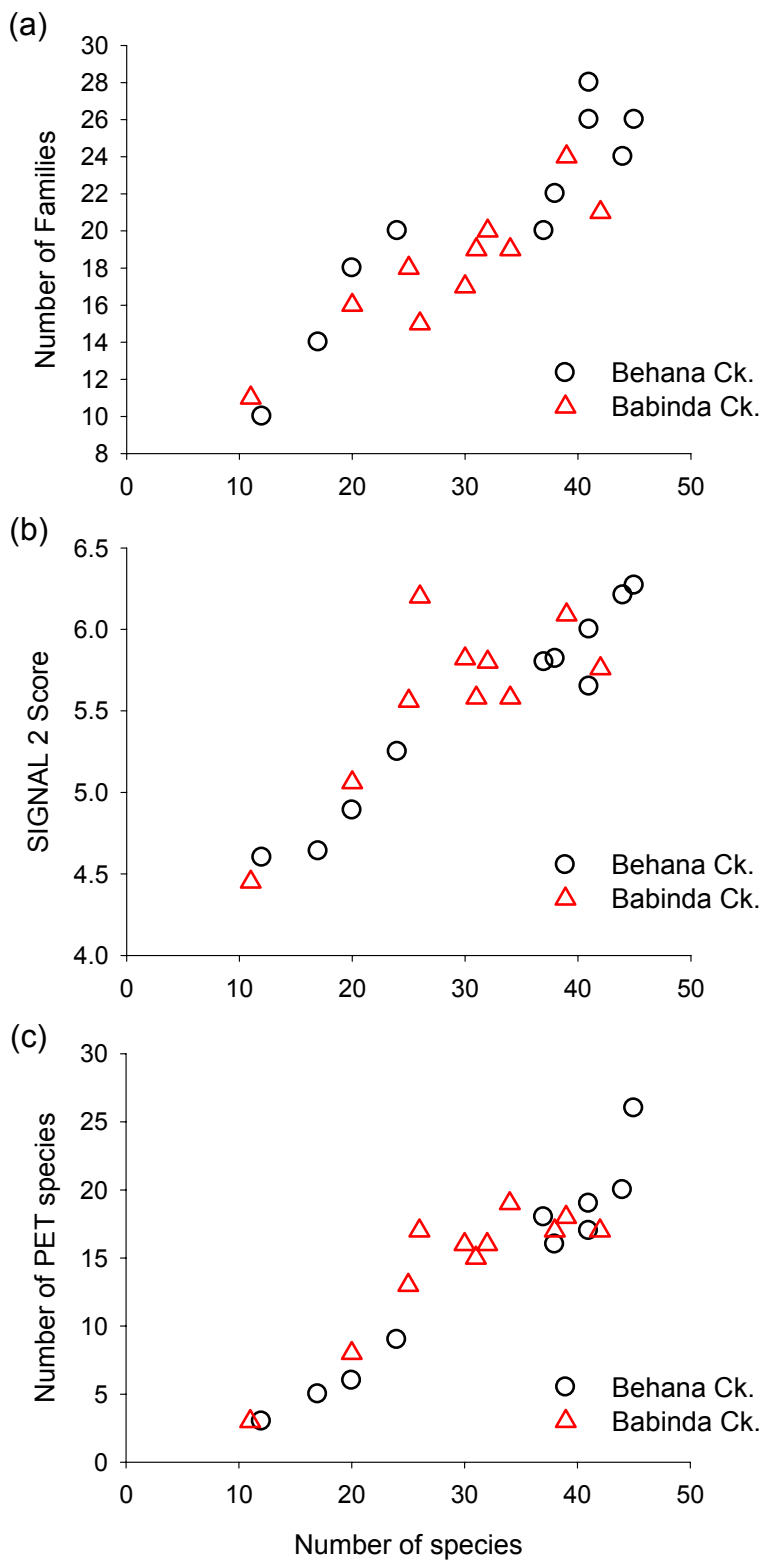 (a)
30
28
26
24
22
20
18
16
14
12
10
8
Number of Families
Behana Ck.
Babinda Ck.
0 10 20 30 40 50
(b)
6.5
6.0
5.5
5.0
4.5
4.0
SIGNAL 2 Score
Behana Ck.
Babinda Ck.
0 10 20 30 40 50
(c)
30
25
20
15
10
5
0
Number of PET species
Behana Ck.
Babinda Ck.
0 10 20 30 40 50
Number of species